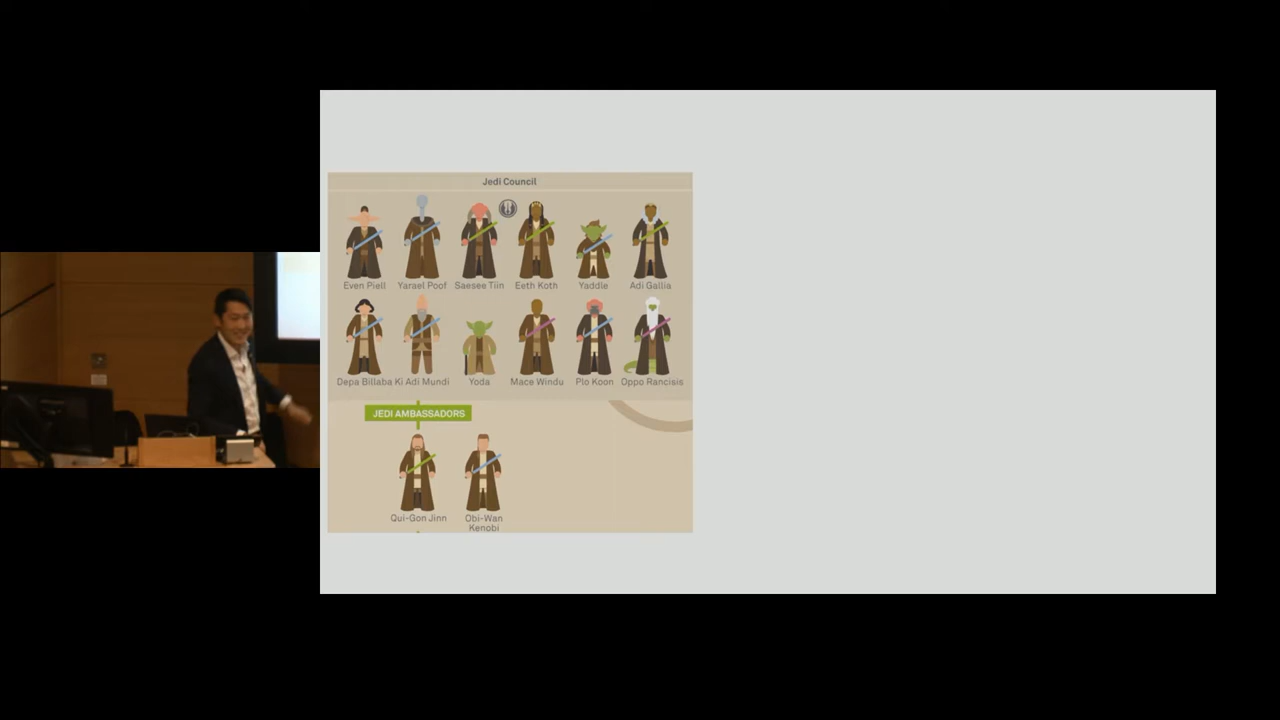 Jedi Council
Even Piell Yarael Poof Saesee Tiin Eeth Koth Yaddle Adi Gallia
Depa Billaba Ki Adi Mundi Yoda Mace Windu Plo Koon Oppo Rancisis
JEDI AMBASSADORS
Qui-Gon Jinn Obi-Wan
Kenobi